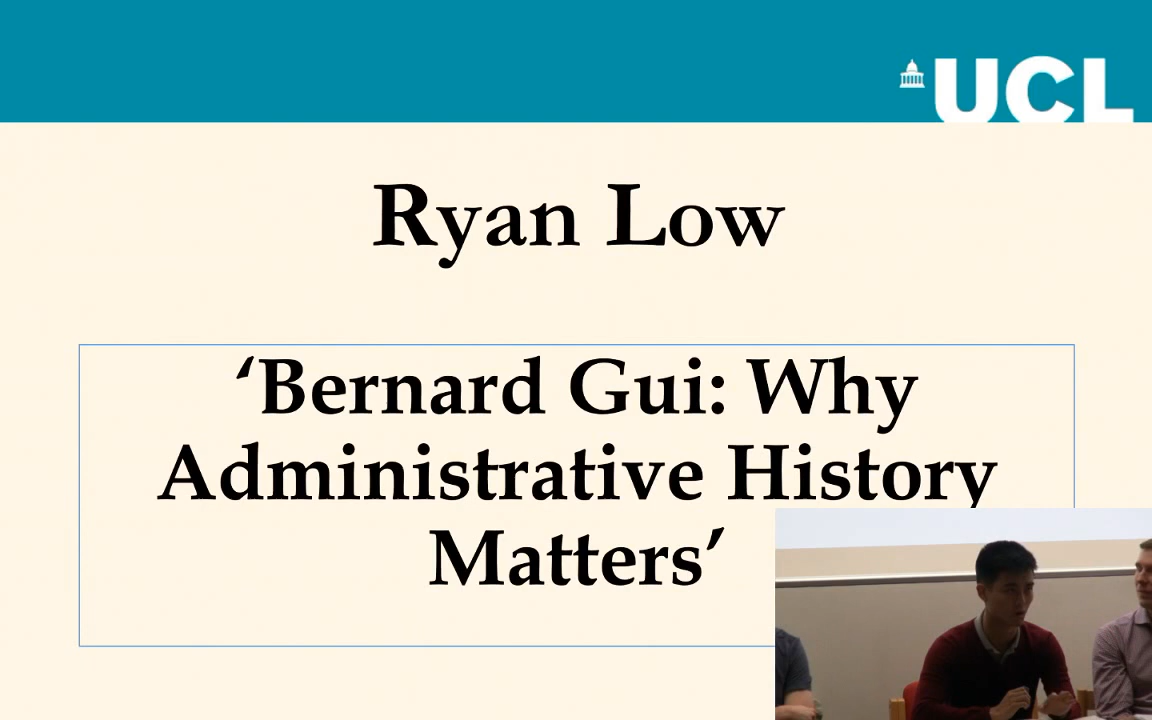 UCL
Ryan Low
‘Bernard Gui: Why
Administrative History
Matters’